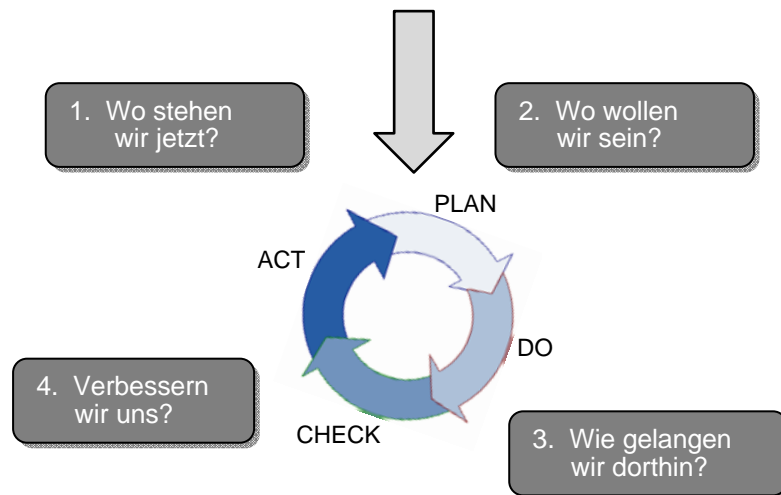 1. Wo stehen
wir jetzt?
2. Wo wollen
wir sein?
PLAN
ACT
DO
4. Verbessern
wir uns?
CHECK
3. Wie gelangen
wir dorthin?